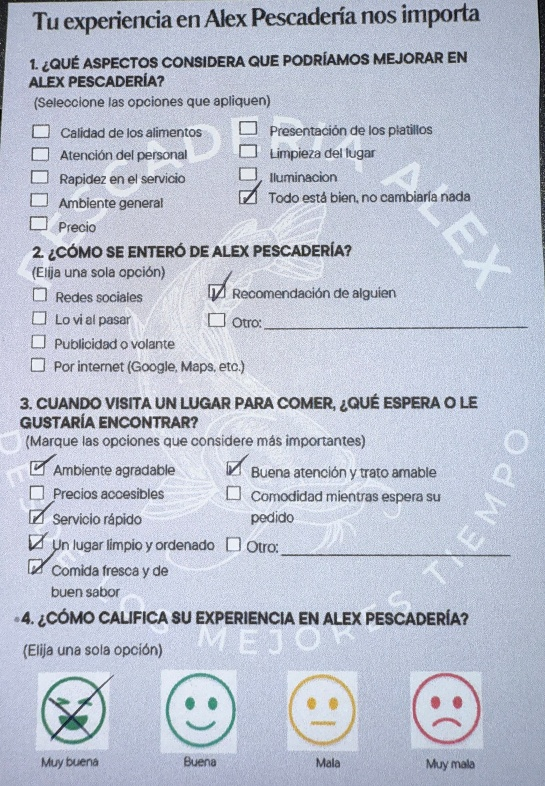 Tu experiencia en Alex Pescadería nos importa
1. ¿QUÉ ASPECTOS CONSIDERA QUE PODRÍAMOS MEJORAR EN
ALEX PESCADERÍA?
(Seleccione las opciones que apliquen)
Calidad de los alimentos
Presentación de los platillos
Atención del personal
Limpieza del lugar
Rapidez en el servicio
Iluminacion
Ambiente general
Todo está bien, no cambiaría nada
Precio
2. ¿CÓMO SE ENTERÓ DE ALEX PESCADERÍA?
(Elija una sola opción)
Redes sociales
Recomendación de alguien
Lo vi al pasar
Otro:
Publicidad o volante
Por internet (Google, Maps, etc.)
3. CUANDO VISITA UN LUGAR PARA COMER, ¿QUÉ ESPERA O LE
GUSTARÍA ENCONTRAR?
(Marque las opciones que considere más importantes)
Ambiente agradable
Buena atención y trato amable
Precios accesibles
Comodidad mientras espera su
pedido
Servicio rápido
Un lugar limpio y ordenado
Otro:
Comida fresca y de
buen sabor
4. ¿CÓMO CALIFICA SU EXPERIENCIA EN ALEX PESCADERÍA?
(Elija una sola opción)
Muy buena
Buena
Mala
Muy mala
PESCADERIA ALEX